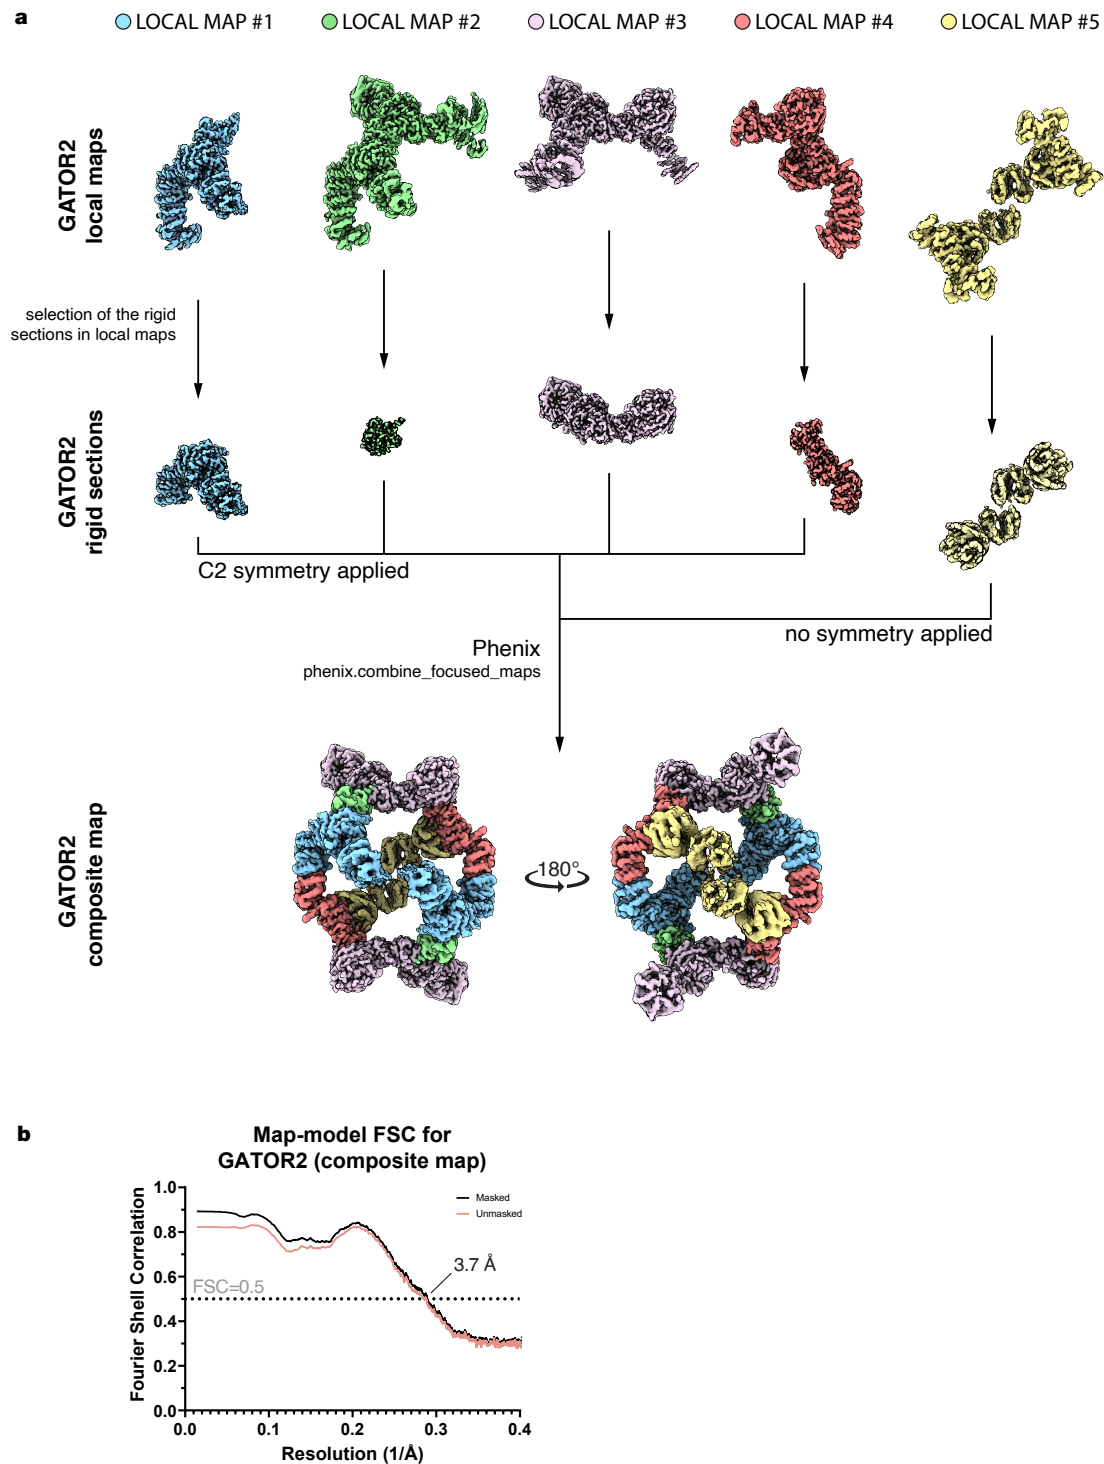 a
LOCAL MAP #1
LOCAL MAP #2
LOCAL MAP #3
LOCAL MAP #4
LOCAL MAP #5
GATOR2
local maps
selection of the rigid
sections in local maps
GATOR2
rigid sections
C2 symmetry applied
no symmetry applied
Phenix
phenix.combine_focused_maps
GATOR2
composite map
180°
b
Map-model FSC for
GATOR2 (composite map)
Masked
Unmasked
3.7 Å
FSC=0.5
Fourier Shell Correlation
1.0
0.8
0.6
0.4
0.2
0.0
0.0 0.1 0.2 0.3 0.4
Resolution (1/Å)